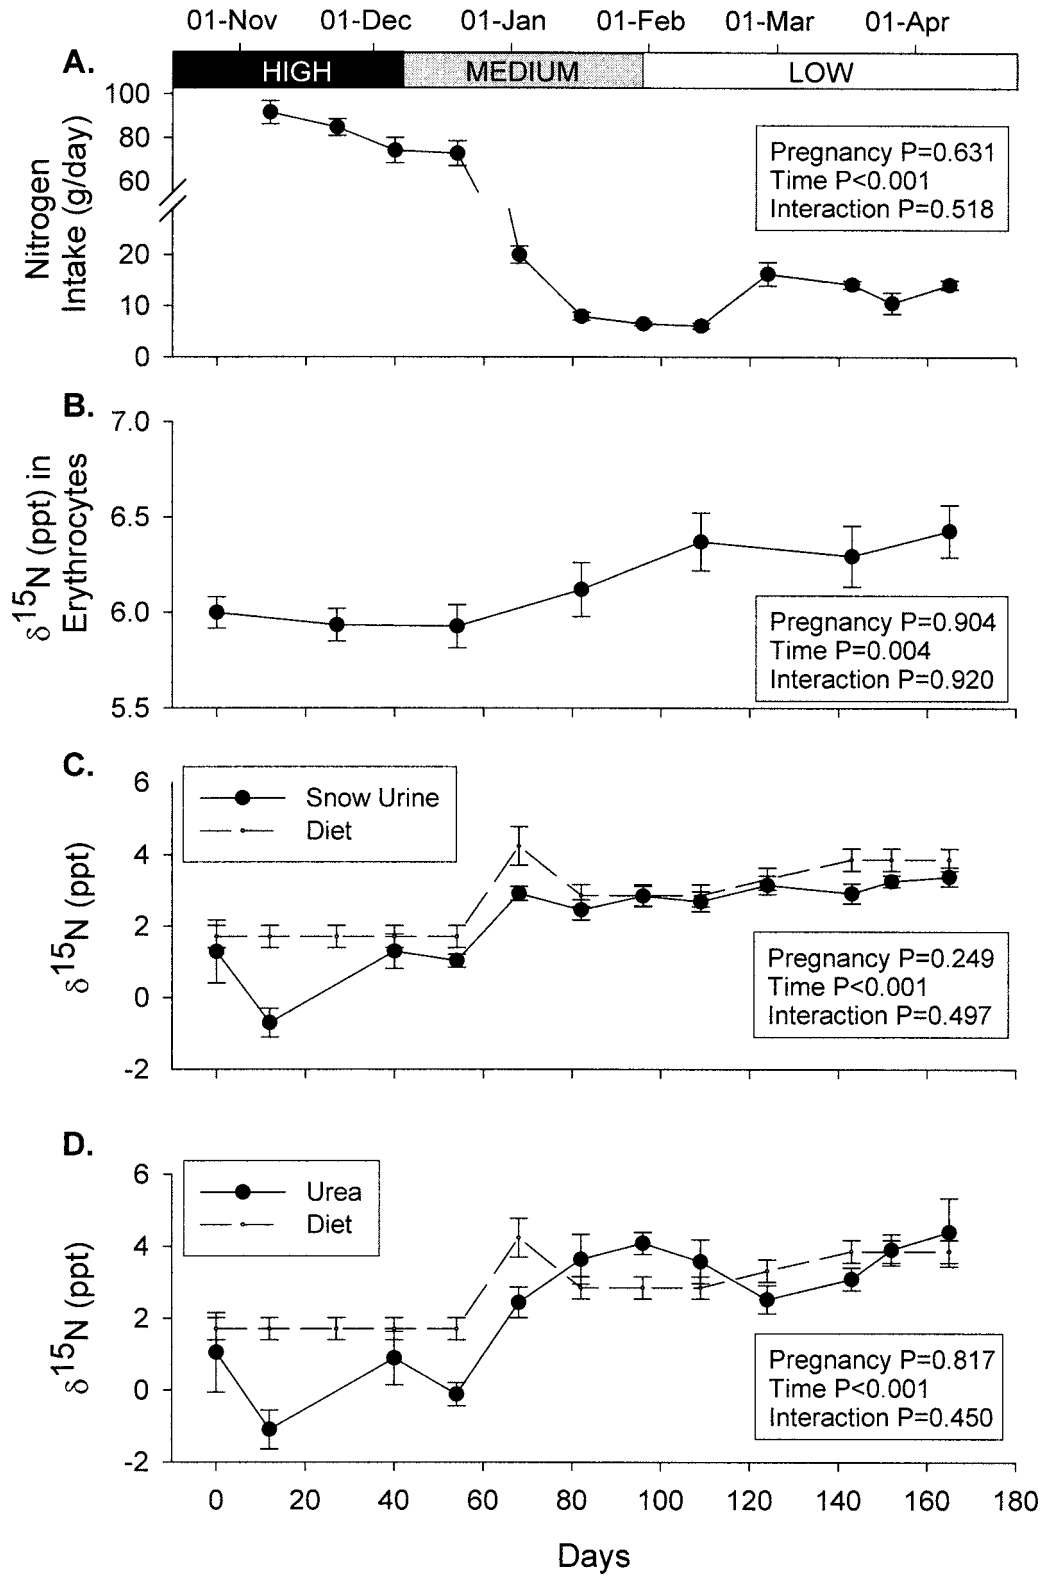 01-Nov 01-Dec 01-Jan 01-Feb 01-Mar 01-Apr
A.
HIGH MEDIUM LOW
Nitrogen
Intake (g/day)
100
80
60
20
10
0
Pregnancy P=0.631
Time P<0.001
Interaction P=0.518
B.
δ15N (ppt) in
Erythrocytes
7.0
6.5
6.0
5.5
Pregnancy P=0.904
Time P=0.004
Interaction P=0.920
C.
δ15N (ppt)
6
4
2
0
-2
Snow Urine
Diet
Pregnancy P=0.249
Time P<0.001
Interaction P=0.497
D.
δ15N (ppt)
6
4
2
0
-2
Urea
Diet
Pregnancy P=0.817
Time P<0.001
Interaction P=0.450
0 20 40 60 80 100 120 140 160 180
Days